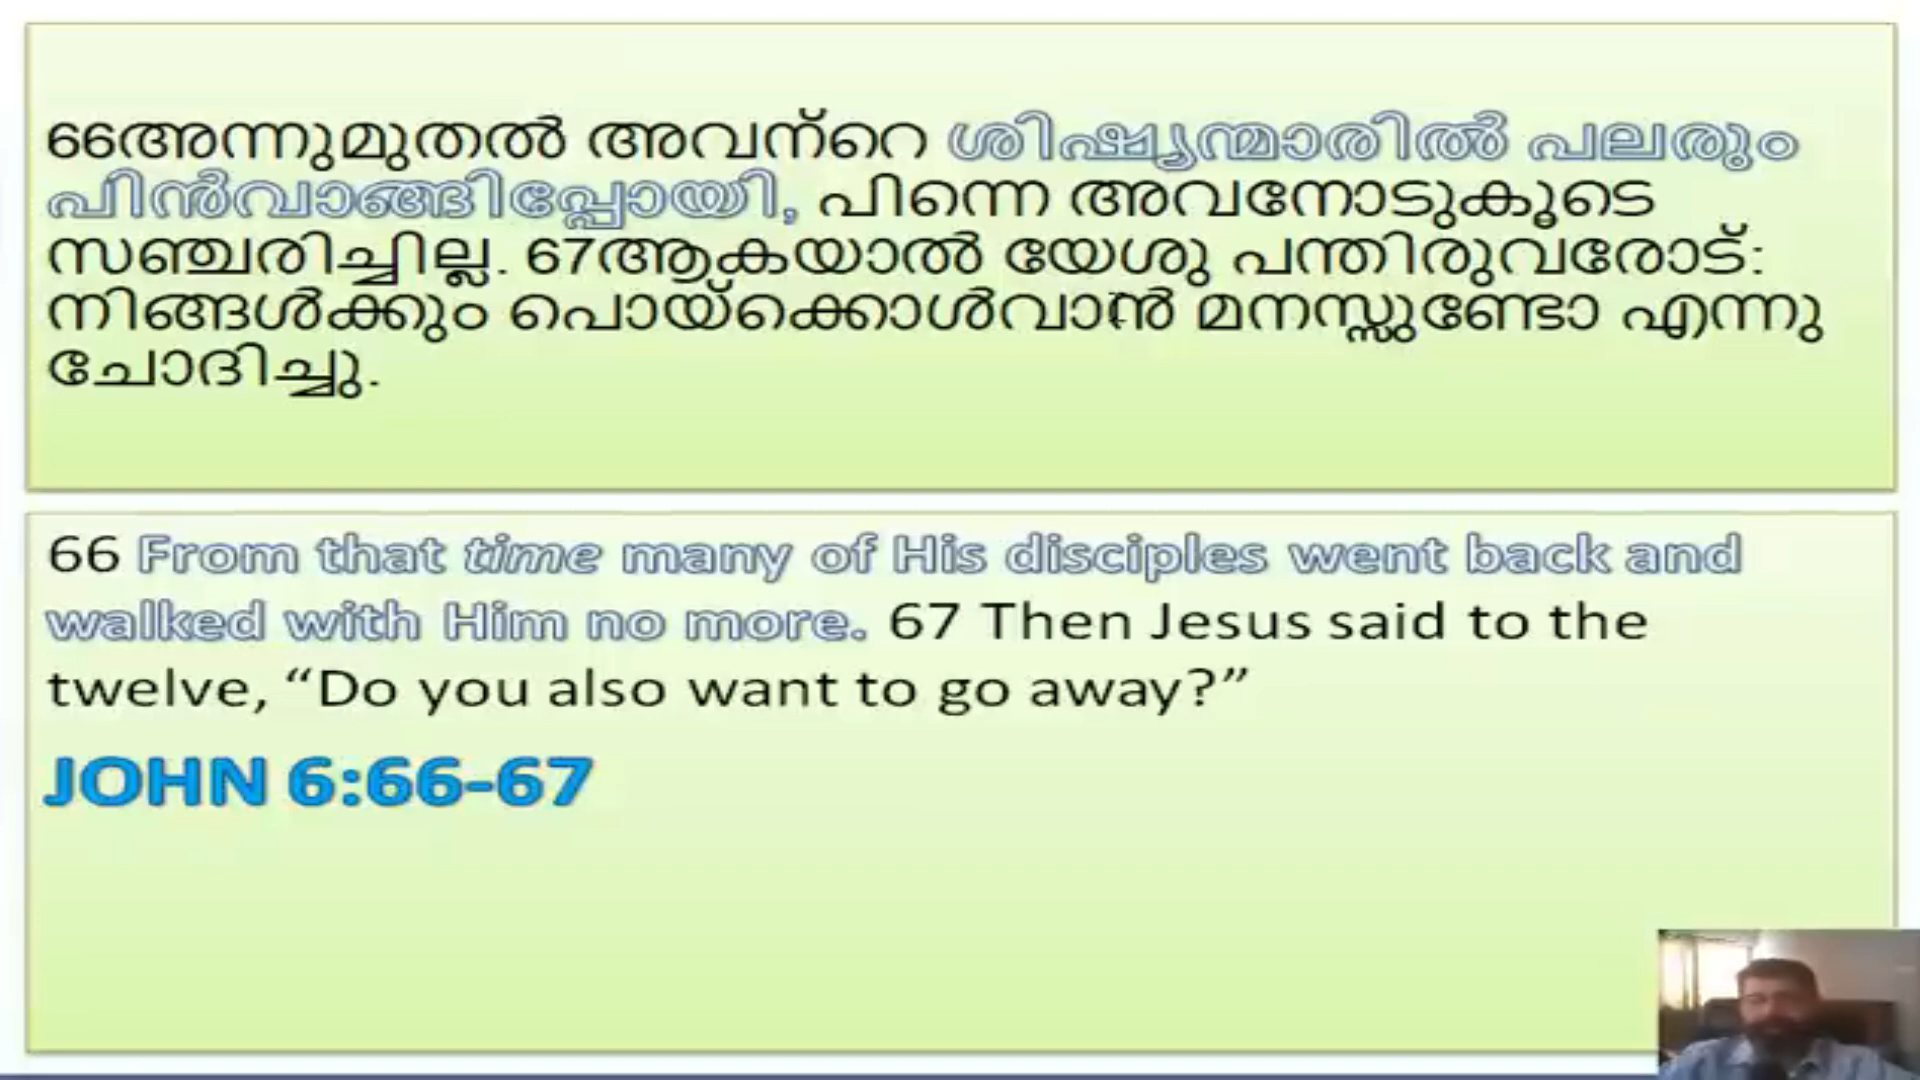 66അന്നുമുതൽ അവന്റെ ശിഷ്യന്മാരിൽ പലരും
പിൻവാങ്ങിപ്പോയി, പിന്നെ അവനോടുകൂടെ
സഞ്ചരിച്ചില്ല. 67ആകയാൽ യേശു പന്തിരുവരോട്:
നിങ്ങൾക്കും പൊയ്ക്കൊൾവാൻ മനസ്സുണ്ടോ എന്നു
ചോദിച്ചു.
66 From that time many of His disciples went back and
walked with Him no more. 67 Then Jesus said to the
twelve, “Do you also want to go away?”
JOHN 6:66-67